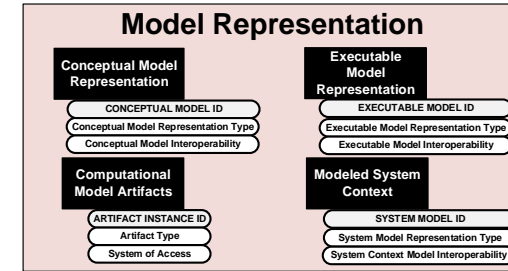 Model Representation
Conceptual Model
Representation
CONCEPTUAL MODEL ID
Conceptual Model Representation Type
Conceptual Model Interoperability
Executable
Model
Representation
EXECUTABLE MODEL ID
Executable Model Representation Type
Executable Model Interoperability
Computational
Model Artifacts
ARTIFACT INSTANCE ID
Artifact Type
System of Access
Modeled System
Context
SYSTEM MODEL ID
System Model Representation Type
System Context Model Interoperability